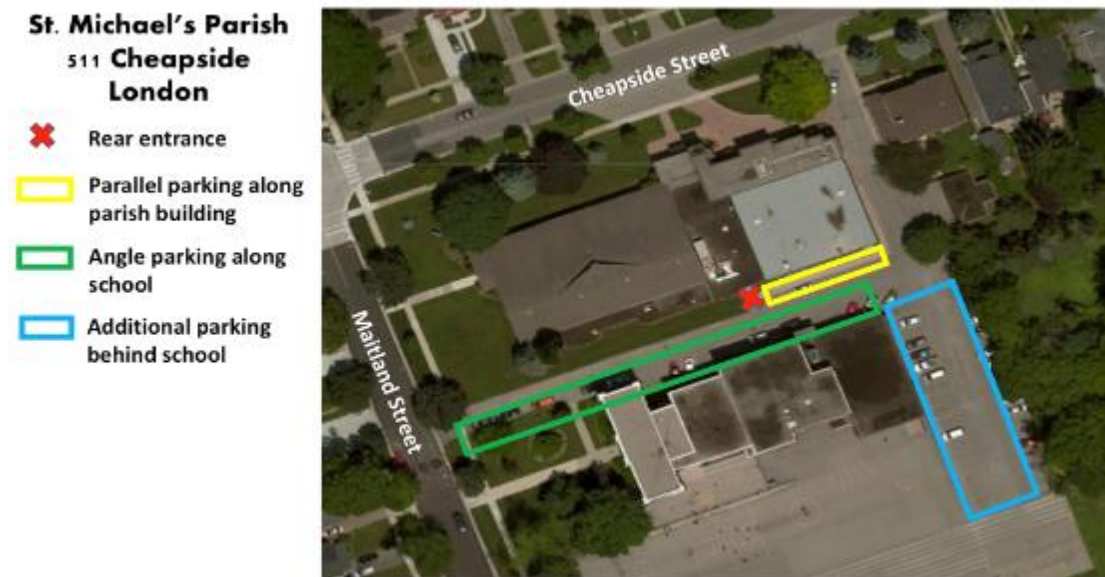 St. Michael's Parish
511 Cheapside
London
Rear entrance
Parallel parking along
parish building
Angle parking along
school
Additional parking
behind school
Cheapside Street
Maitland Street